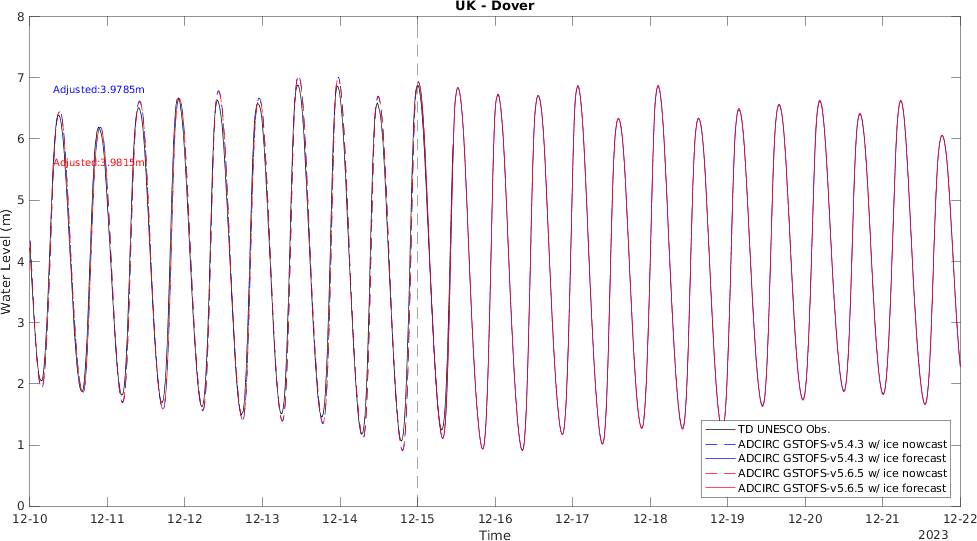 UK - Dover
8
7
6
5
4
3
2
1
0
Water Level (m)
Adjusted:3.9785m
Adjusted:3.9815m
TD UNESCO Obs.
ADCIRC GSTOFS-v5.4.3 w/ ice nowcast
ADCIRC GSTOFS-v5.4.3 w/ ice forecast
ADCIRC GSTOFS-v5.6.5 w/ ice nowcast
ADCIRC GSTOFS-v5.6.5 w/ ice forecast
12-10 12-11 12-12 12-13 12-14 12-15 12-16 12-17 12-18 12-19 12-20 12-21 12-22
Time
2023